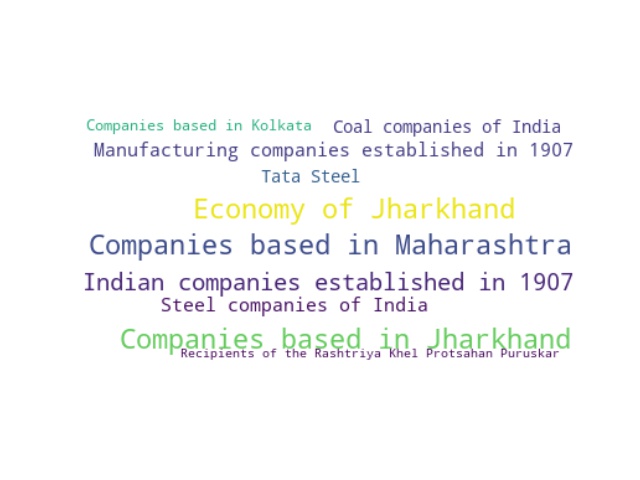 Companies based in Kolkata
Coal companies of India
Manufacturing companies established in 1907
Tata Steel
Economy of Jharkhand
Companies based in Maharashtra
Indian companies established in 1907
Steel companies of India
Companies based in Jharkhand
Recipients of the Rashtriya Khel Protsahan Puruskar